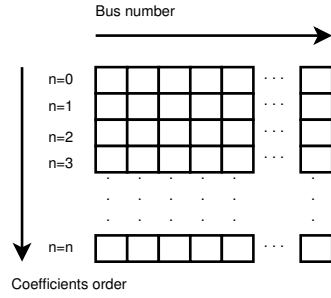 Bus number
n=0
n=1
n=2
n=3
n=n
Coefficients order